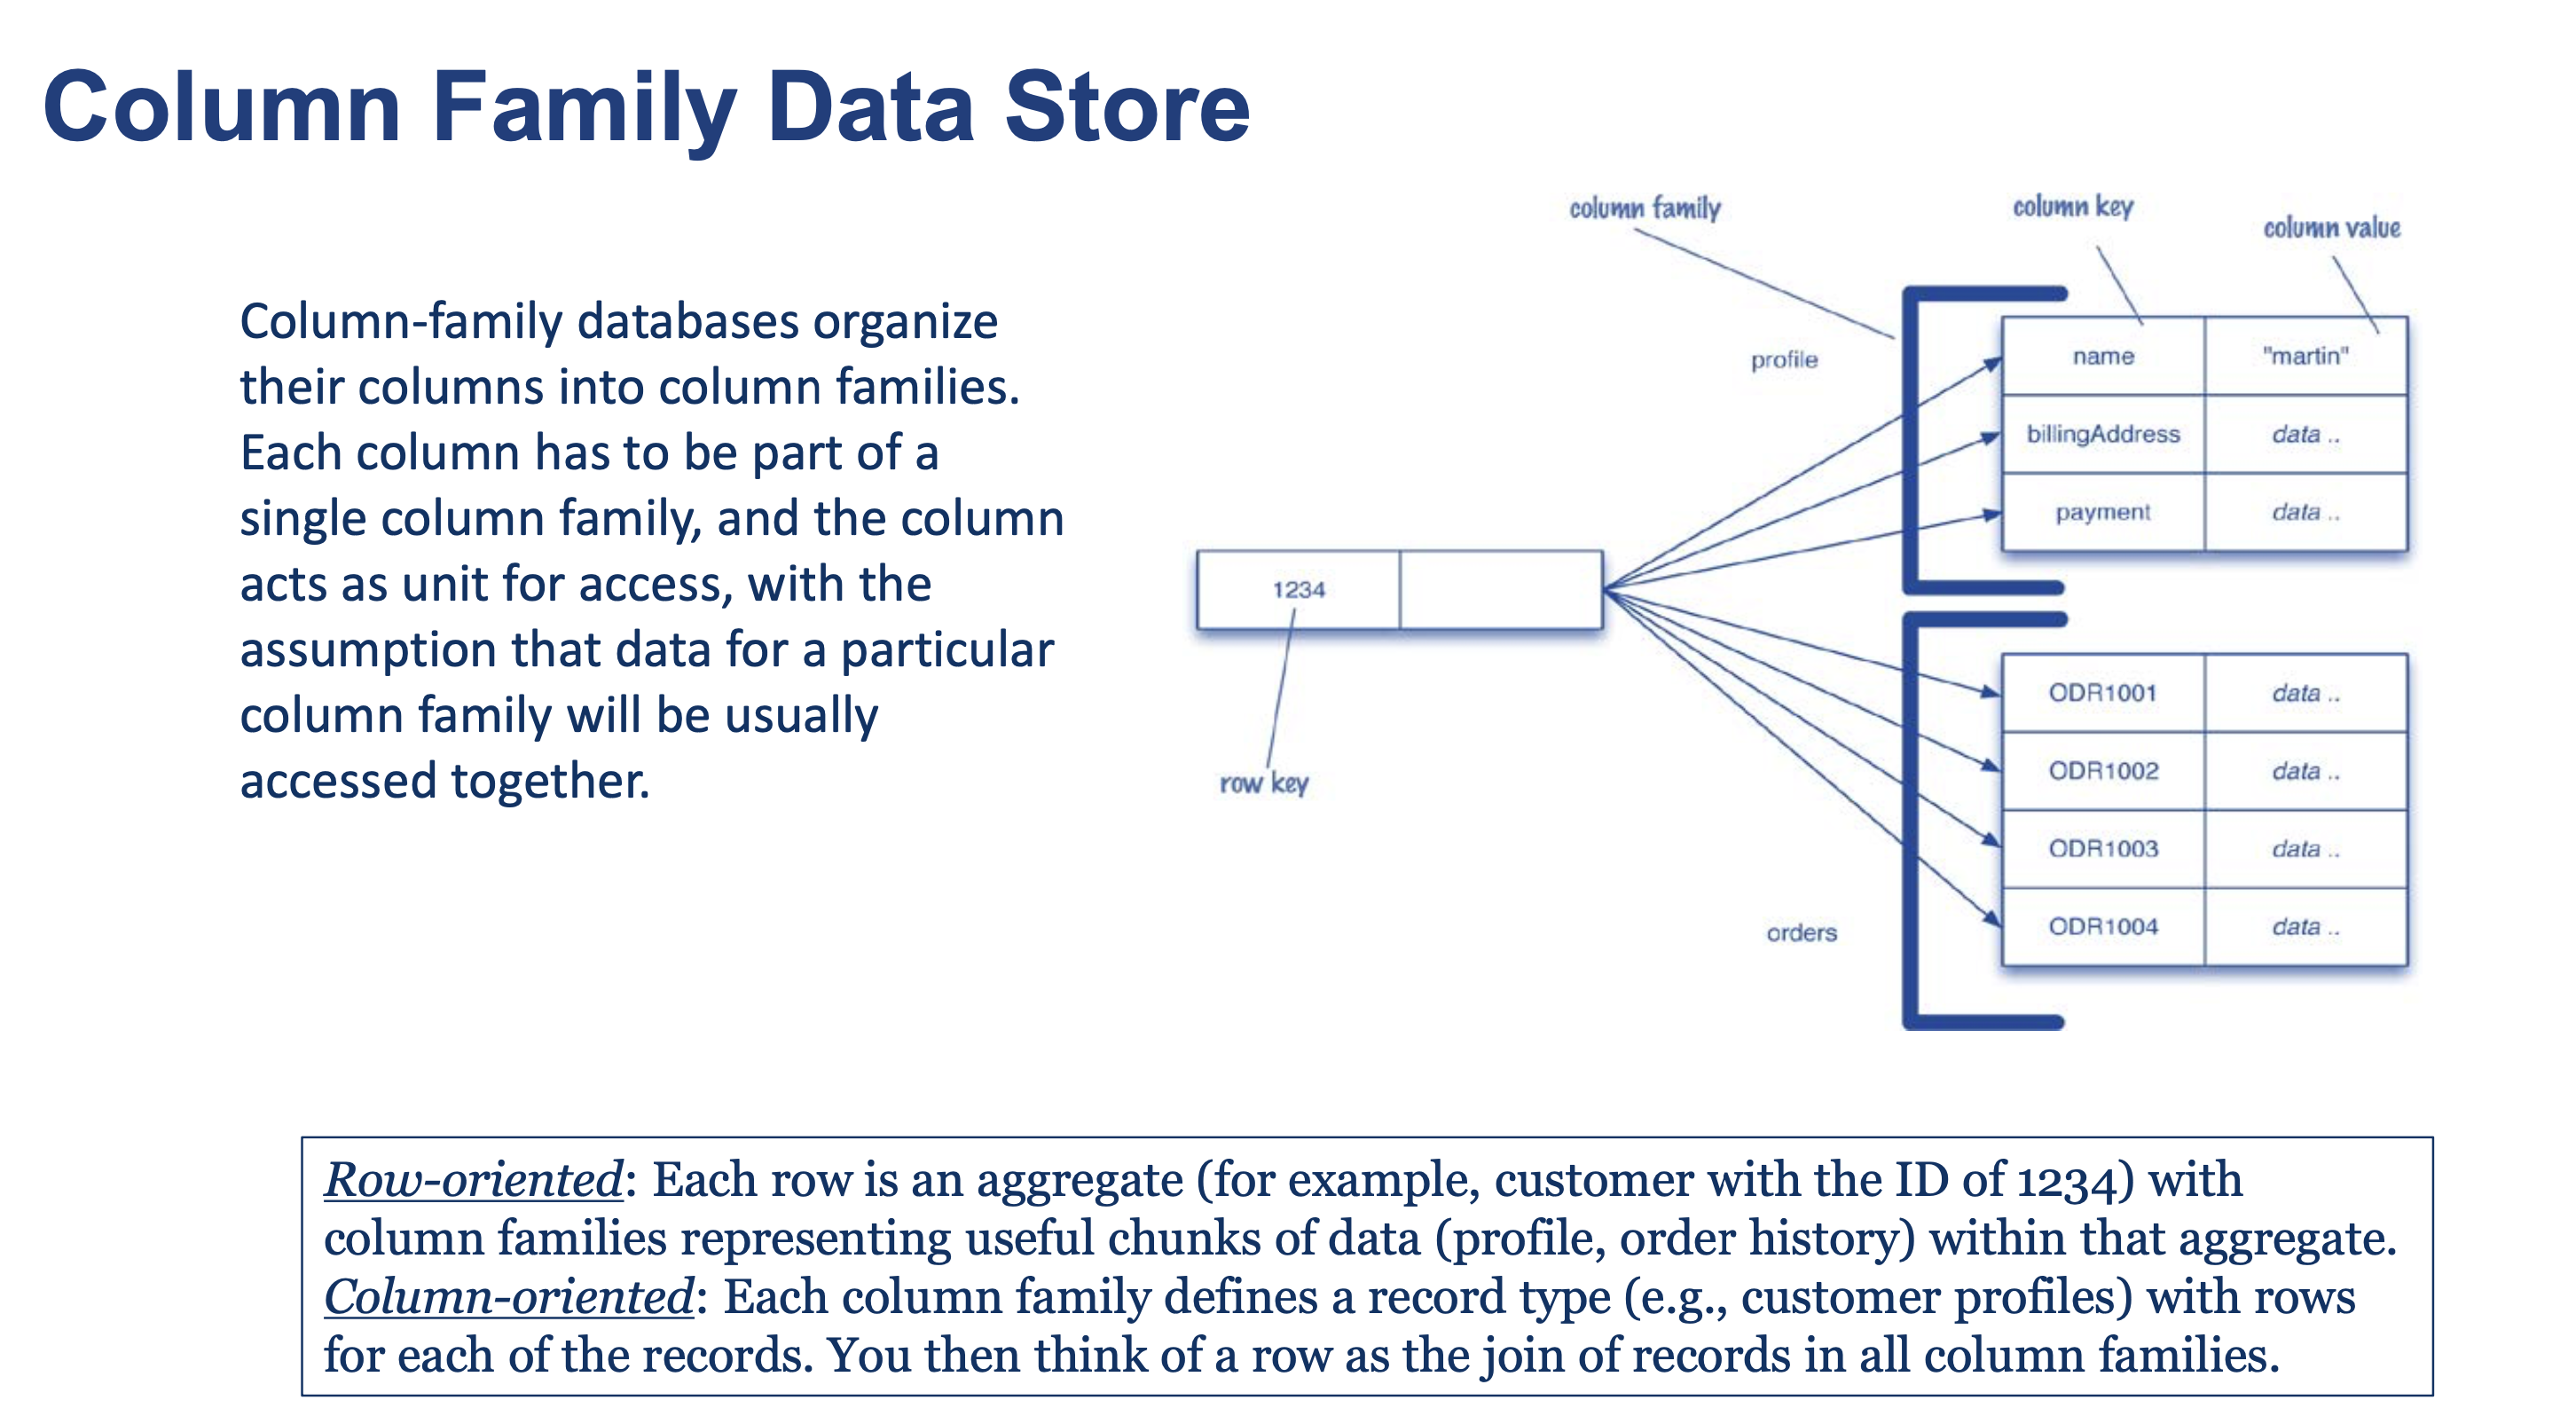 Column Family Data Store
Column-family databases organize
their columns into column families.
Each column has to be part of a
single column family, and the column
acts as unit for access, with the
assumption that data for a particular
column family will be usually
accessed together.
column family
column key
column value
profile
name
"martin"
billingAddress
data ..
payment
data ..
1234
row key
ODR1001
data ..
ODR1002
data ..
ODR1003
data ..
ODR1004
data ..
orders
Row-oriented: Each row is an aggregate (for example, customer with the ID of 1234) with
column families representing useful chunks of data (profile, order history) within that aggregate.
Column-oriented: Each column family defines a record type (e.g., customer profiles) with rows
for each of the records. You then think of a row as the join of records in all column families.